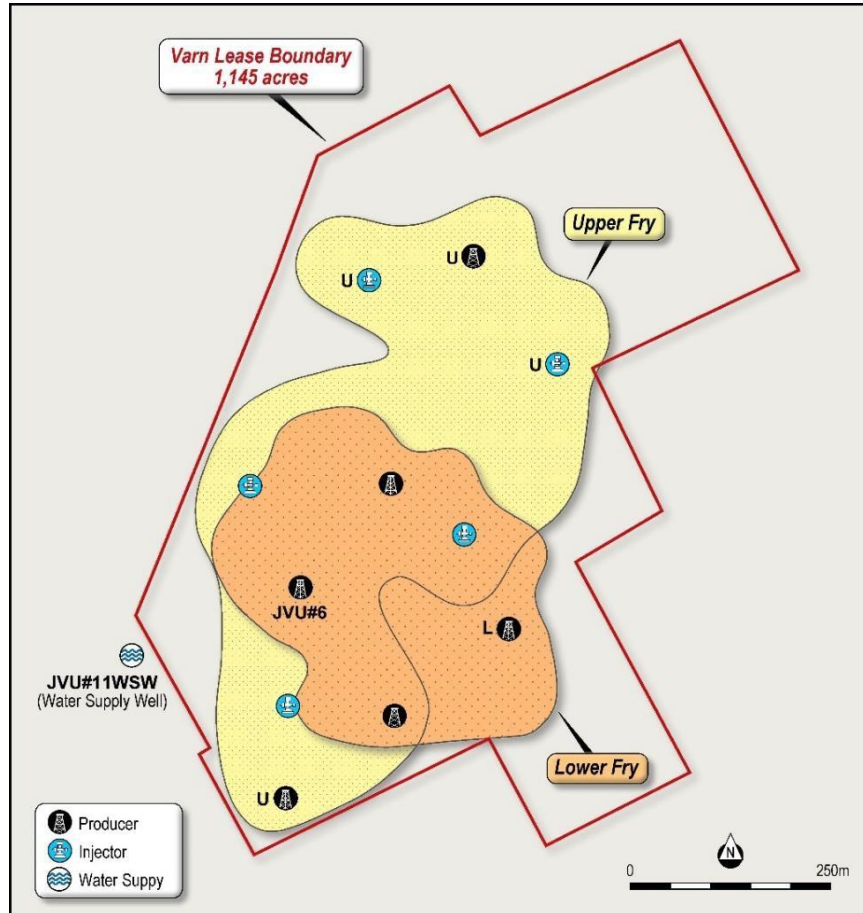 Varn Lease Boundary
1,145 acres
Upper Fry
U
U
U
JVU#6
L
JVU#11WSW
(Water Supply Well)
U
Lower Fry
Producer
Injector
Water Suppy
N
0
250m